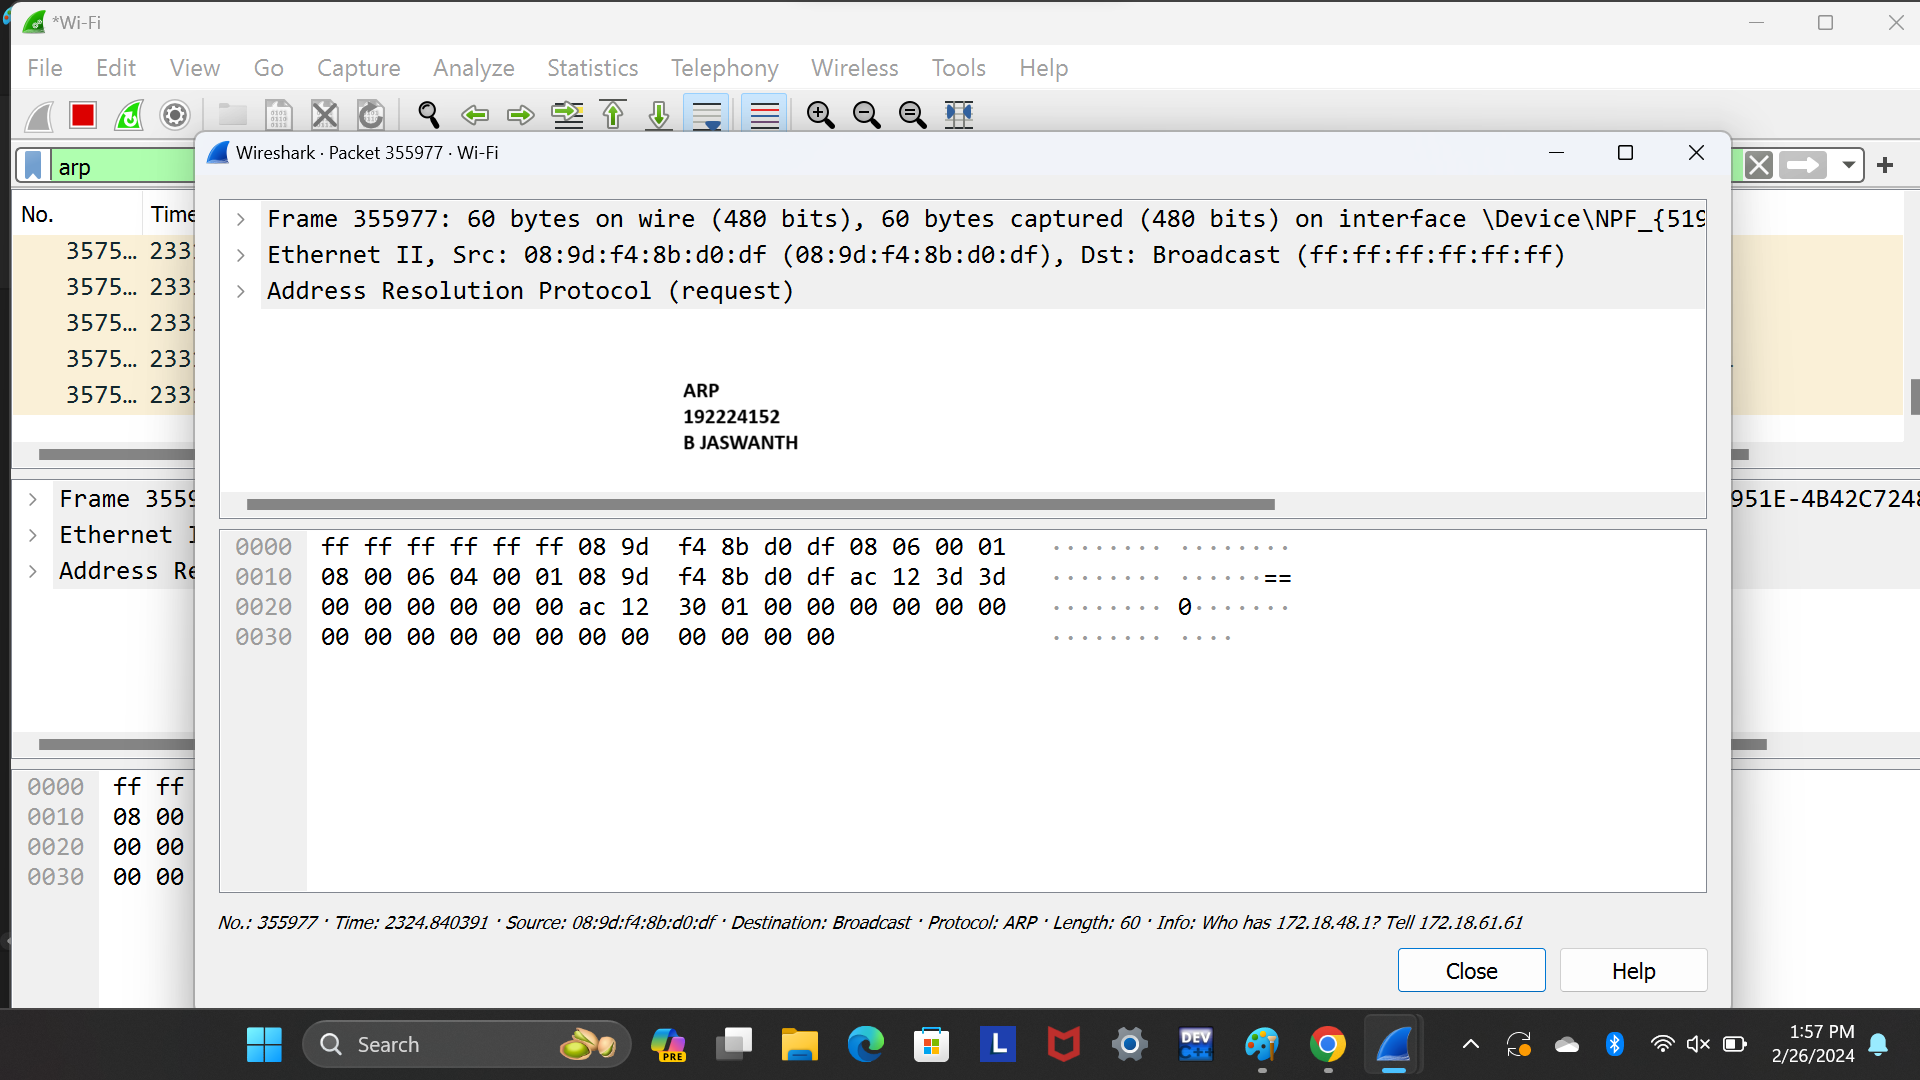 *Wi-Fi
File Edit View Go Capture Analyze Statistics Telephony Wireless Tools Help
arp
Wireshark · Packet 355977 · Wi-Fi
No. Time
3575... 233
3575... 233
3575... 233
3575... 233
3575... 233
Frame 355977: 60 bytes on wire (480 bits), 60 bytes captured (480 bits) on interface \Device\NPF_{519
Ethernet II, Src: 08:9d:f4:8b:d0:df (08:9d:f4:8b:d0:df), Dst: Broadcast (ff:ff:ff:ff:ff:ff)
Address Resolution Protocol (request)
ARP
192224152
B JASWANTH
Frame 355
951E-4B42C7248
Ethernet
Address Re
0000 ff ff ff ff ff ff 08 9d f4 8b d0 df 08 06 00 01 ········ ········
0010 08 00 06 04 00 01 08 9d f4 8b d0 df ac 12 3d 3d ········ ······==
0020 00 00 00 00 00 00 ac 12 30 01 00 00 00 00 00 00 ········ 0·······
0030 00 00 00 00 00 00 00 00 00 00 00 00 ········ ····
0000 ff ff
0010 08 00
0020 00 00
0030 00 00
No.: 355977 · Time: 2324.840391 · Source: 08:9d:f4:8b:d0:df · Destination: Broadcast · Protocol: ARP · Length: 60 · Info: Who has 172.18.48.1? Tell 172.18.61.61
Close Help
Search
PRE
L
DEV
C++
1:57 PM
2/26/2024